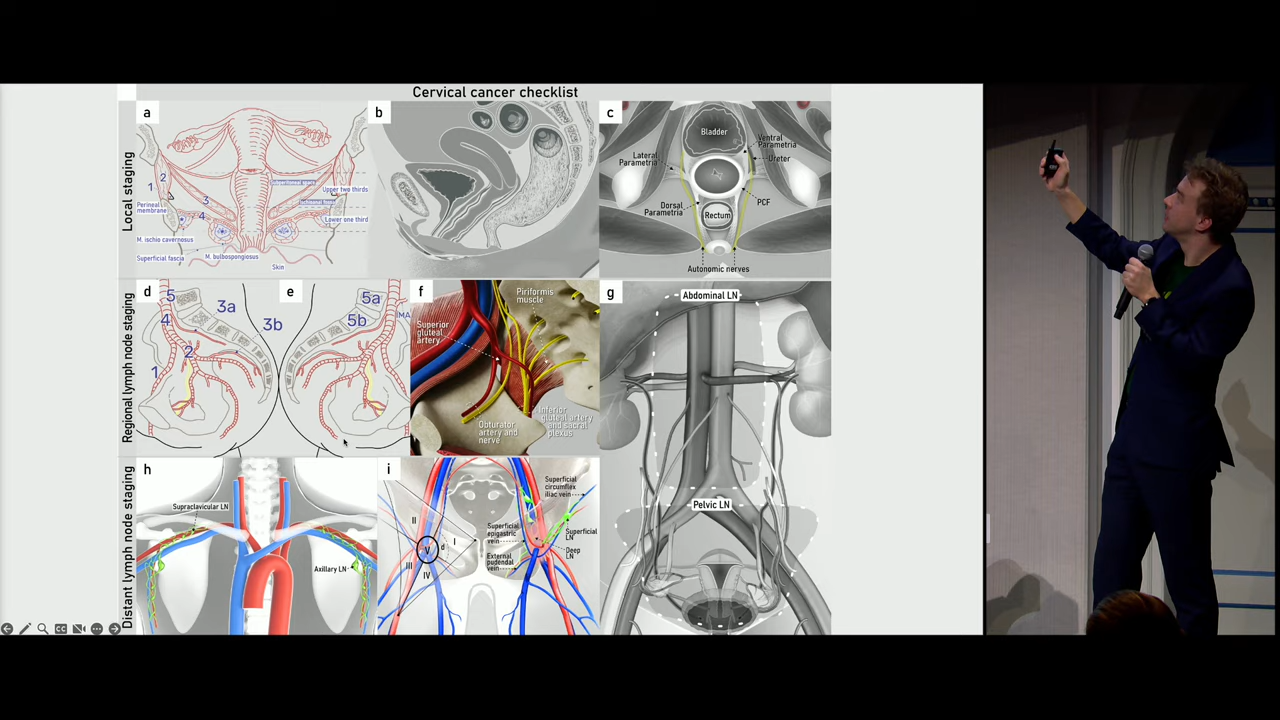 Cervical cancer checklist
Local staging
a
1
2
3
4
Subperitoneal space
Upper two thirds
Perineal
membrane
Lower one third
M. ischio cavernosus
Superficial fascia
M. bulbospongiosus
Skin
b
c
Bladder
Ventral
Parametria
Ureter
Lateral
Parametria
Dorsal
Parametria
PCF
Rectum
Autonomic nerves
Regional lymph node staging
d
5
4
3a
3b
2
1
e
5a
5b
IMA
f
Piriformis
muscle
Superior
gluteal
artery
Obturator
artery and
nerve
Inferior
gluteal artery
and sacral
plexus
g
Abdominal LN
Pelvic LN
Distant lymph node staging
h
Supraclavicular LN
Axillary LN
i
II
I
V
d
III
IV
Superficial
circumflex
iliac vein
Superficial
epigastric
vein
Superficial
LN
Deep
LN
External
pudendal
vein
CC